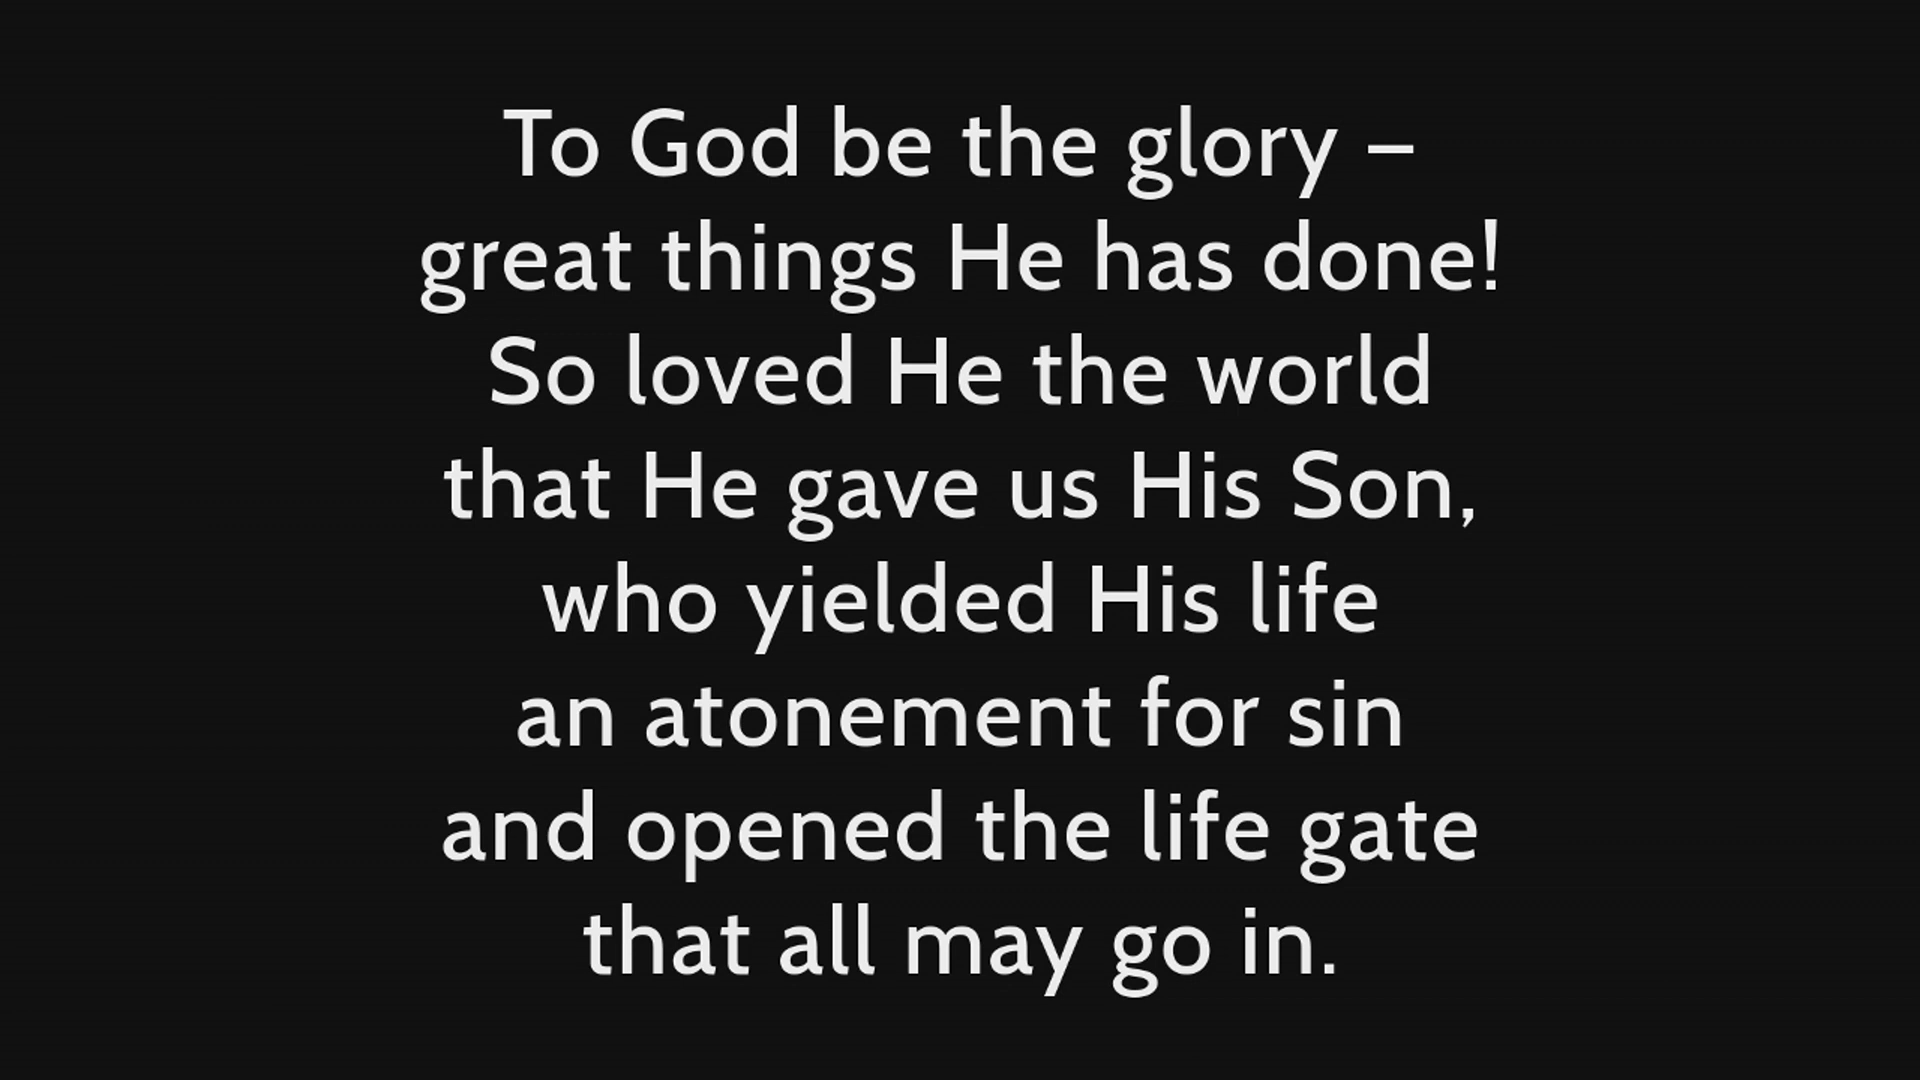 To God be the glory –
great things He has done!
So loved He the world
that He gave us His Son,
who yielded His life
an atonement for sin
and opened the life gate
that all may go in.